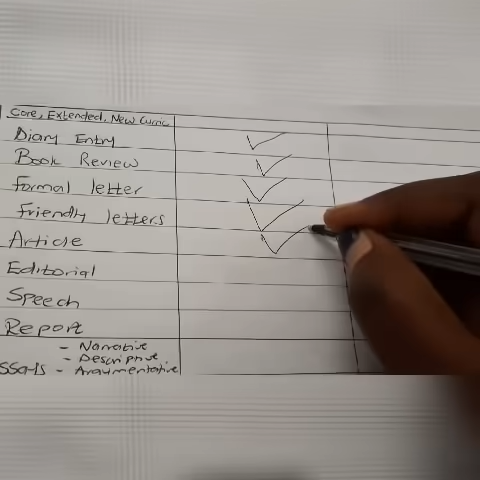 Core, Extended, New Curric
Diary Entry
Book Review
Formal letter
Friendly letters
Article
Editorial
Speech
Report
- Narrative
- Descriptive
- Argumentative